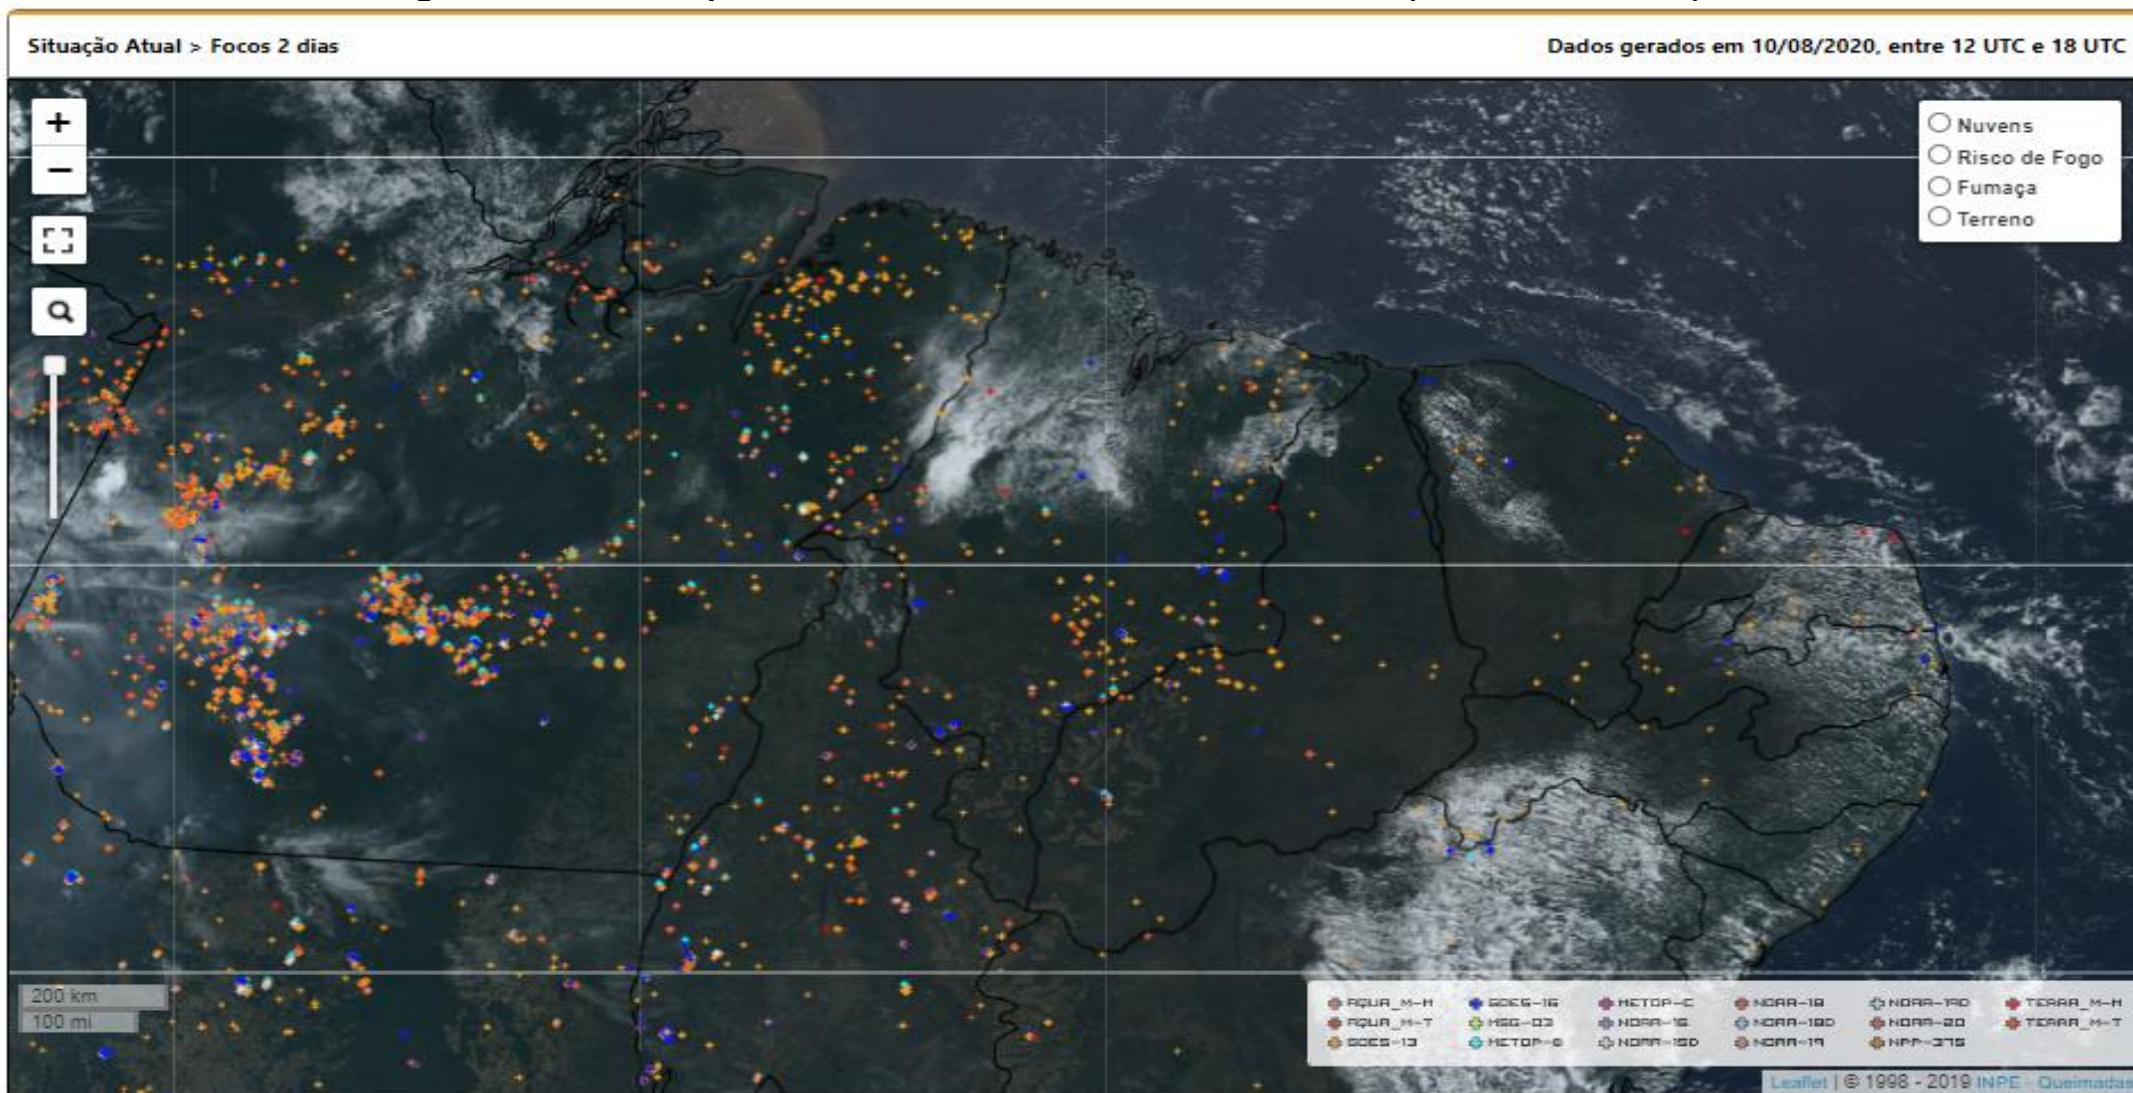 Situação Atual > Focos 2 dias
Dados gerados em 10/08/2020, entre 12 UTC e 18 UTC
+
−
Nuvens
Risco de Fogo
Fumaça
Terreno
200 km
100 mi
AQUA_M-M GOES-16 METOP-C NOAA-18 NOAA-19D TERRA_M-M
AQUA_M-T MSG-03 NOAA-15 NOAA-18D NOAA-20 TERRA_M-T
GOES-13 METOP-B NOAA-15D NOAA-19 NPP-375
Leaflet | © 1998 - 2019 INPE - Queimadas